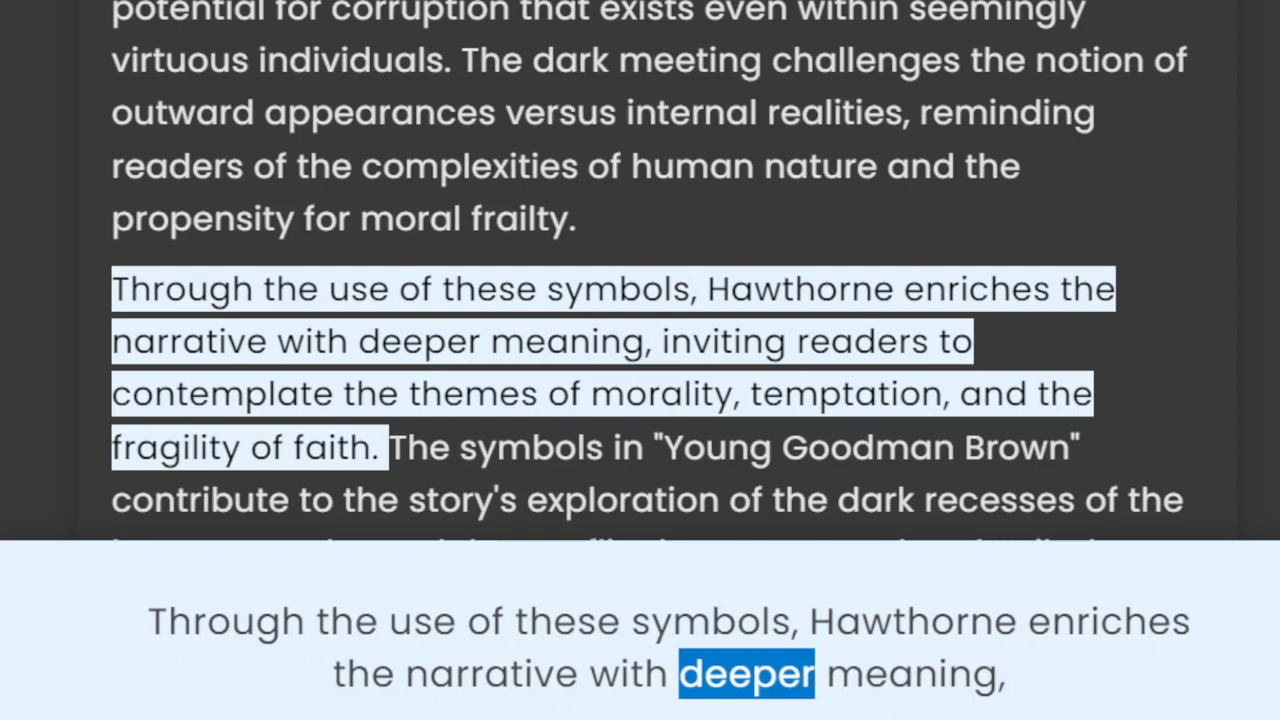 potential for corruption that exists even within seemingly
virtuous individuals. The dark meeting challenges the notion of
outward appearances versus internal realities, reminding
readers of the complexities of human nature and the
propensity for moral frailty.
Through the use of these symbols, Hawthorne enriches the
narrative with deeper meaning, inviting readers to
contemplate the themes of morality, temptation, and the
fragility of faith. The symbols in "Young Goodman Brown"
contribute to the story's exploration of the dark recesses of the
Through the use of these symbols, Hawthorne enriches
the narrative with deeper meaning,